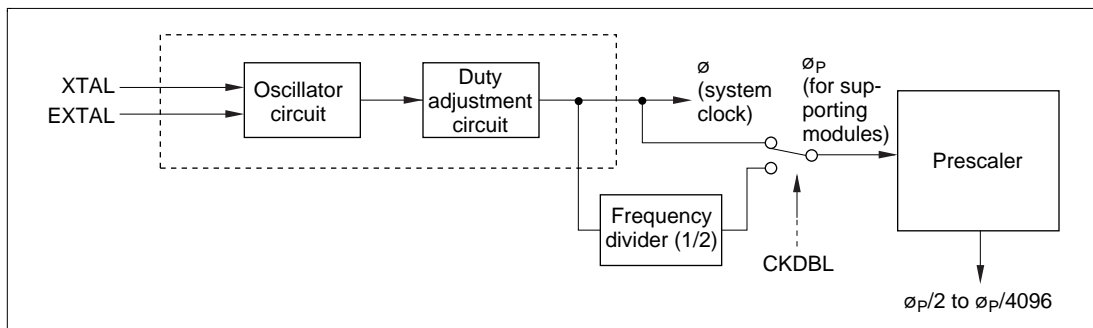 XTAL
EXTAL
Oscillator
circuit
Duty
adjustment
circuit
ø
(system
clock)
øP
(for sup-
porting
modules)
Prescaler
Frequency
divider (1/2)
CKDBL
øP/2 to øP/4096